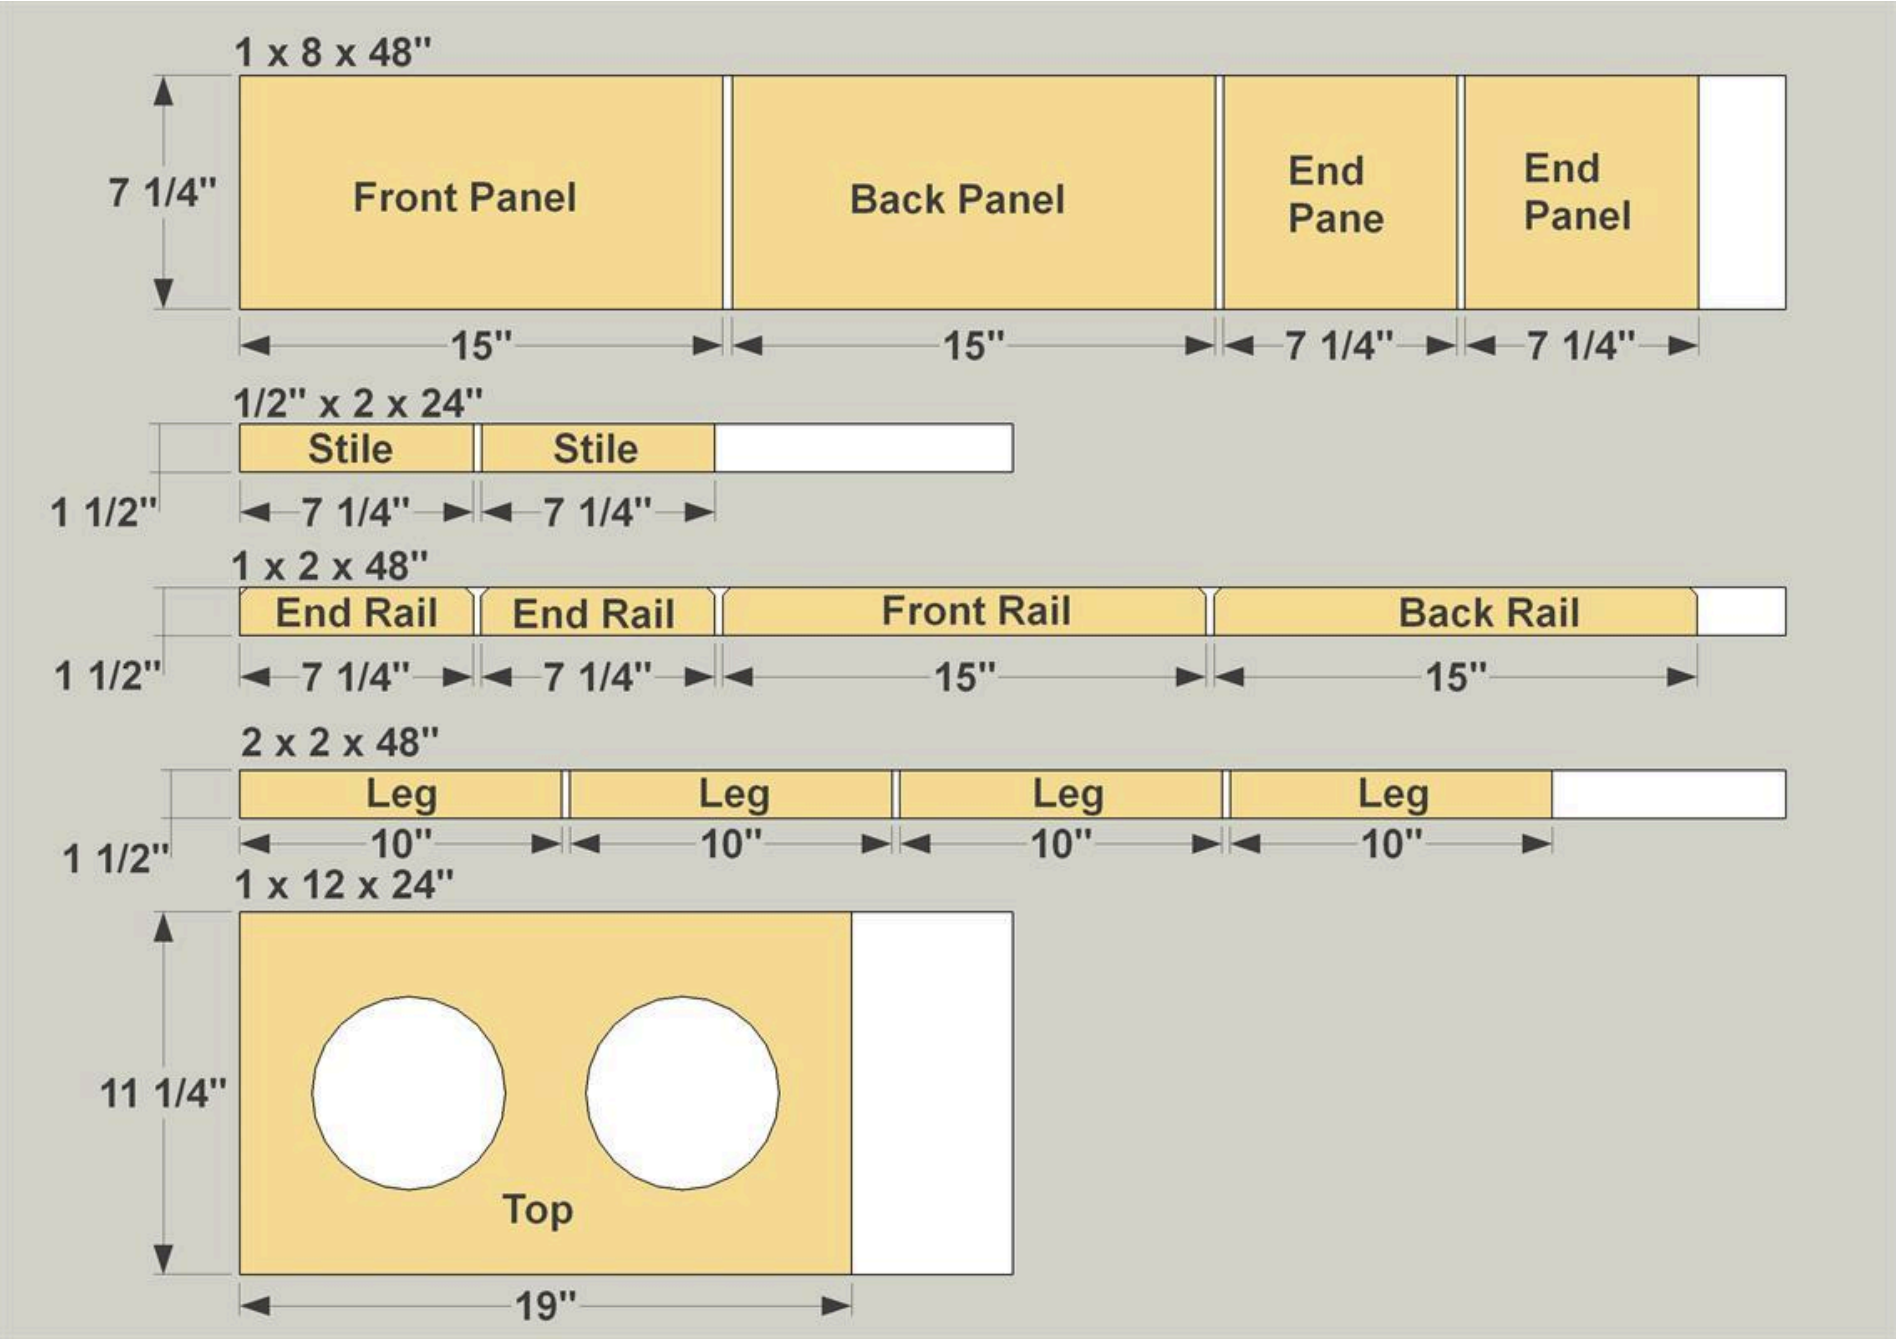 1 x 8 x 48"
7 1/4"
Front Panel
Back Panel
End
Pane
End
Panel
15"
15"
7 1/4"
7 1/4"
1/2" x 2 x 24"
Stile
Stile
1 1/2"
7 1/4"
7 1/4"
1 x 2 x 48"
End Rail
End Rail
Front Rail
Back Rail
1 1/2"
7 1/4"
7 1/4"
15"
15"
2 x 2 x 48"
Leg
Leg
Leg
Leg
1 1/2"
10"
10"
10"
10"
1 x 12 x 24"
11 1/4"
Top
19"